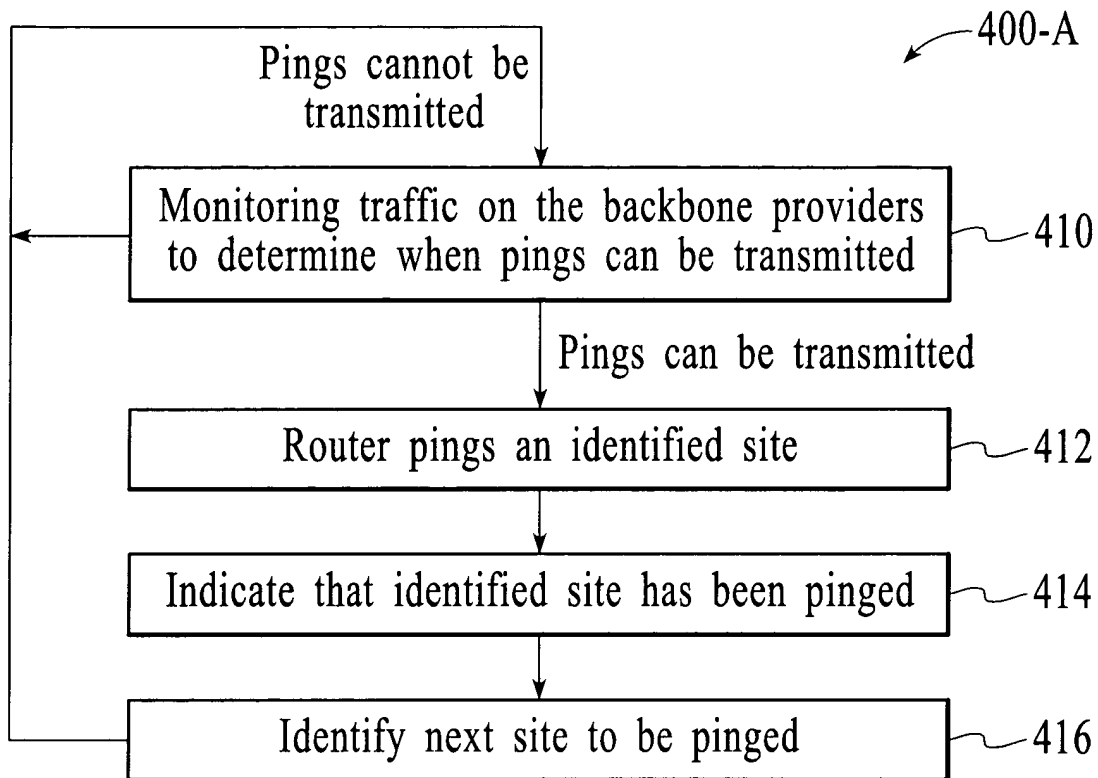 400-A
Pings cannot be
transmitted
Monitoring traffic on the backbone providers
to determine when pings can be transmitted
410
Pings can be transmitted
Router pings an identified site
412
Indicate that identified site has been pinged
414
Identify next site to be pinged
416